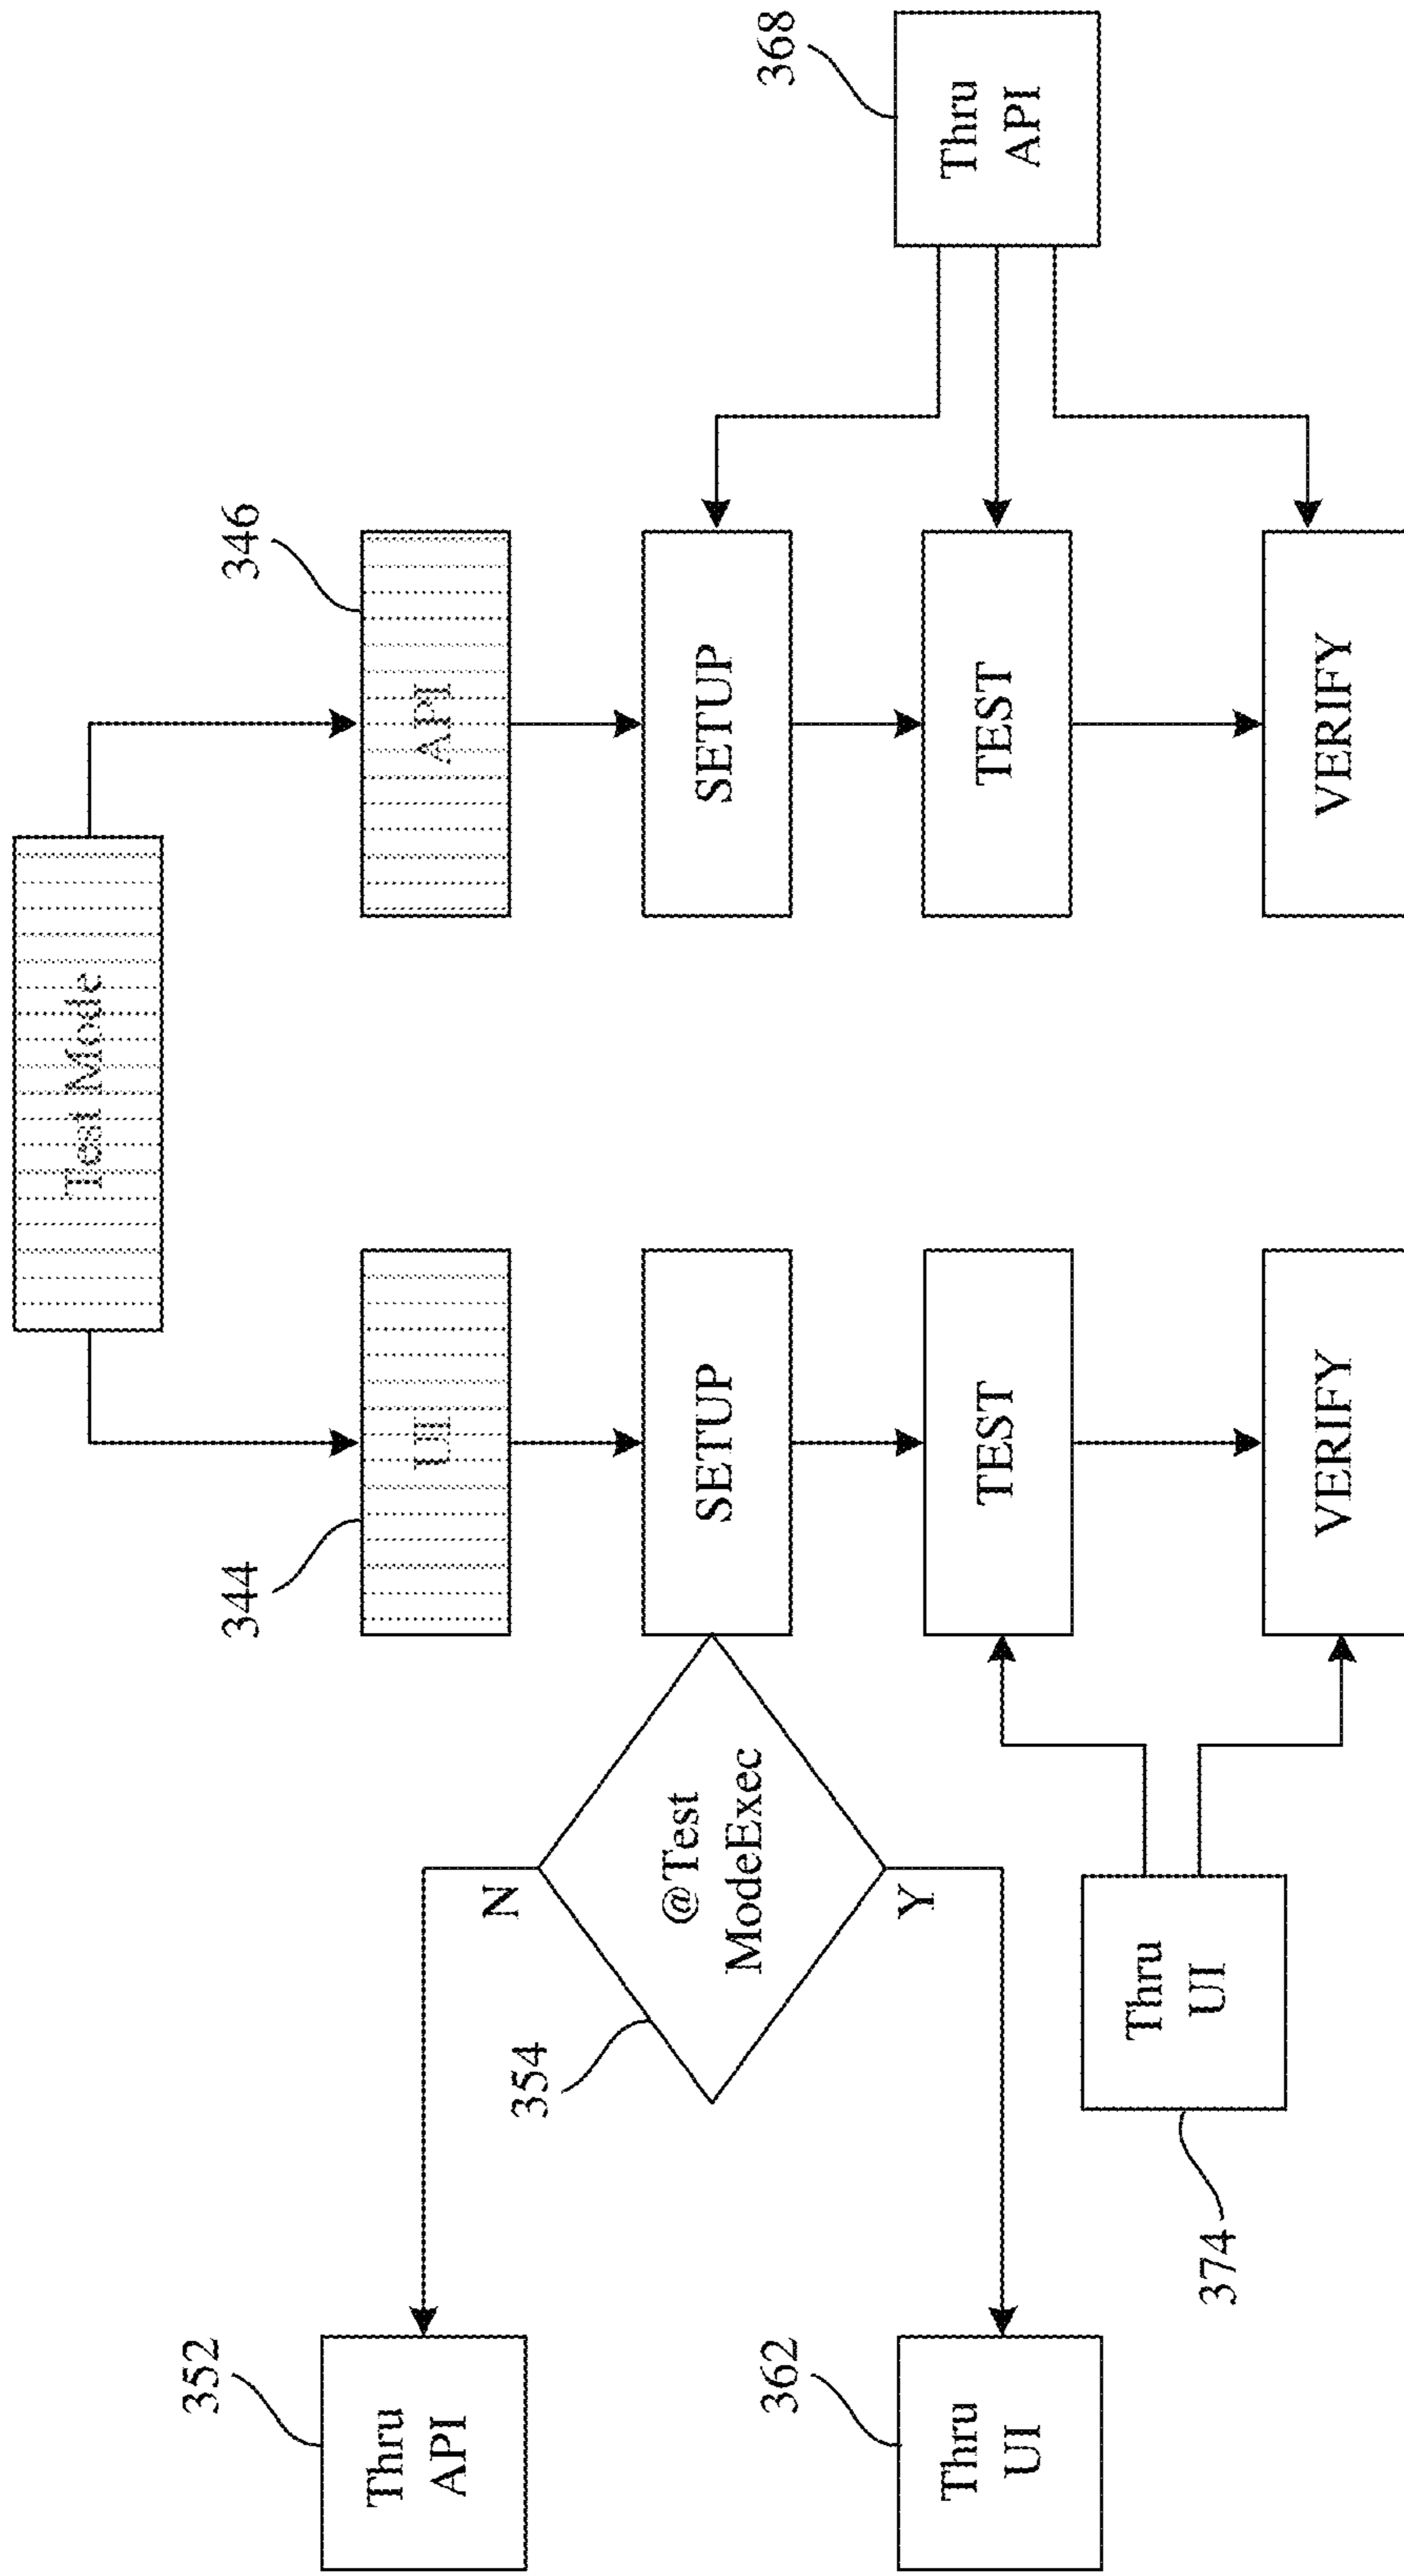 Test Mode
344
UI
346
API
352
Thru
API
N
354
@Test
ModeExec
Y
SETUP
SETUP
368
Thru
API
362
Thru
UI
374
Thru
UI
TEST
TEST
VERIFY
VERIFY